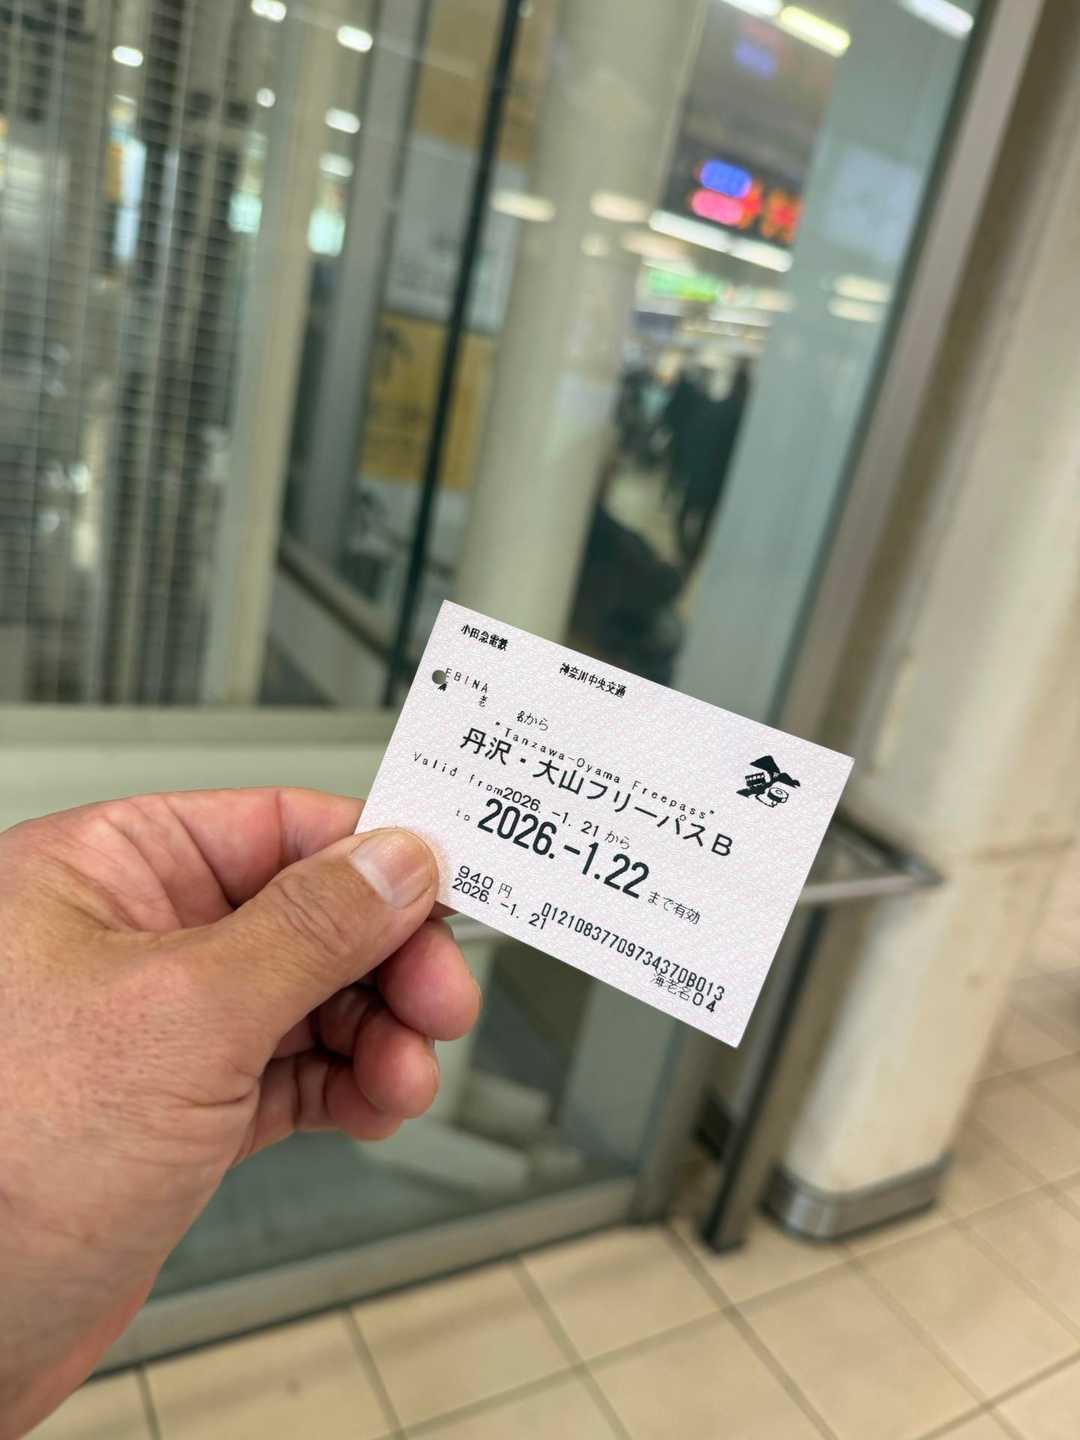 小田急電鉄　神奈川中央交通
EBINA
海老名から
"Tanzawa-Oyama Freepass"
丹沢・大山フリーパスB
Valid from2026.-1.21から
to 2026.-1.22まで有効
940円
2026.-1.21 01210837709734370B013
海老名04